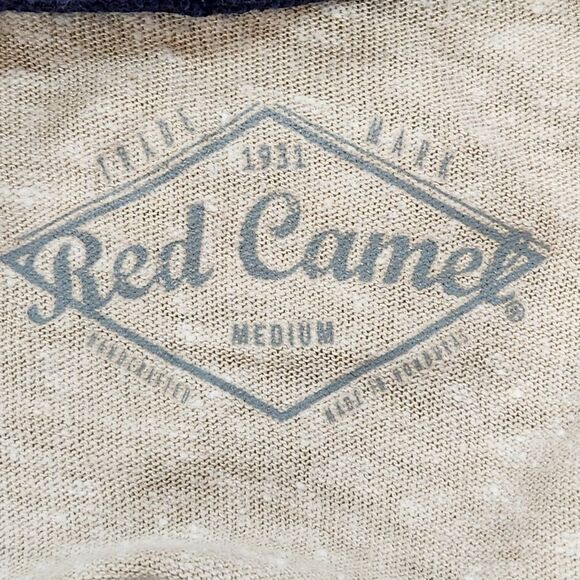 TRADE MARK
1931
Red Camel®
MEDIUM
HANDCRAFTED
MADE IN HONDURAS